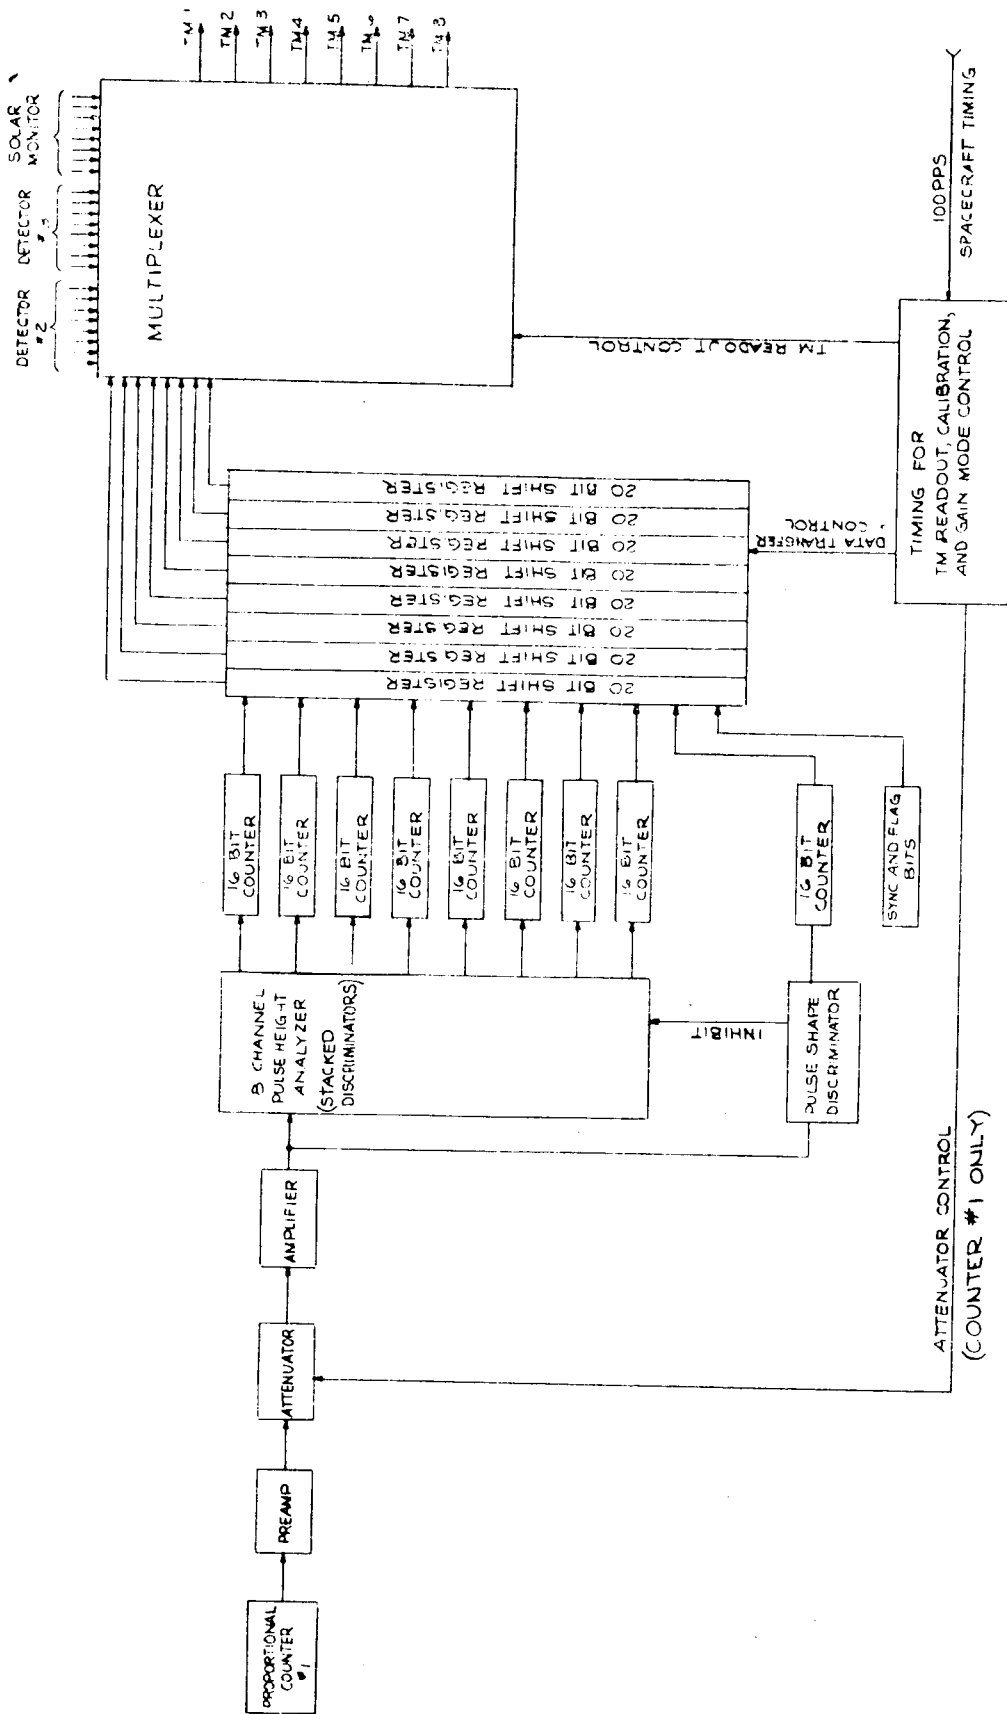 PROPORTIONAL
COUNTER
#1
PREAMP
ATTENUATOR
AMPLIFIER
8 CHANNEL
PULSE HEIGHT
ANALYZER
(STACKED
DISCRIMINATORS)
INHIBIT
PULSE SHAPE
DISCRIMINATOR
16 BIT
COUNTER
16 BIT
COUNTER
16 BIT
COUNTER
16 BIT
COUNTER
16 BIT
COUNTER
16 BIT
COUNTER
16 BIT
COUNTER
16 BIT
COUNTER
16 BIT
COUNTER
SYNC AND FLAG
BITS
20 BIT SHIFT REGISTER
20 BIT SHIFT REGISTER
20 BIT SHIFT REGISTER
20 BIT SHIFT REGISTER
20 BIT SHIFT REGISTER
20 BIT SHIFT REGISTER
20 BIT SHIFT REGISTER
20 BIT SHIFT REGISTER
DETECTOR
#2
DETECTOR
#3
SOLAR
MONITOR
MULTIPLEXER
TM 1
TM 2
TM 3
TM 4
TM 5
TM 6
TM 7
TM 8
TM READOUT CONTROL
DATA TRANSFER
CONTROL
TIMING FOR
TM READOUT, CALIBRATION,
AND GAIN MODE CONTROL
100 PPS
SPACECRAFT TIMING
ATTENUATOR CONTROL
(COUNTER #1 ONLY)